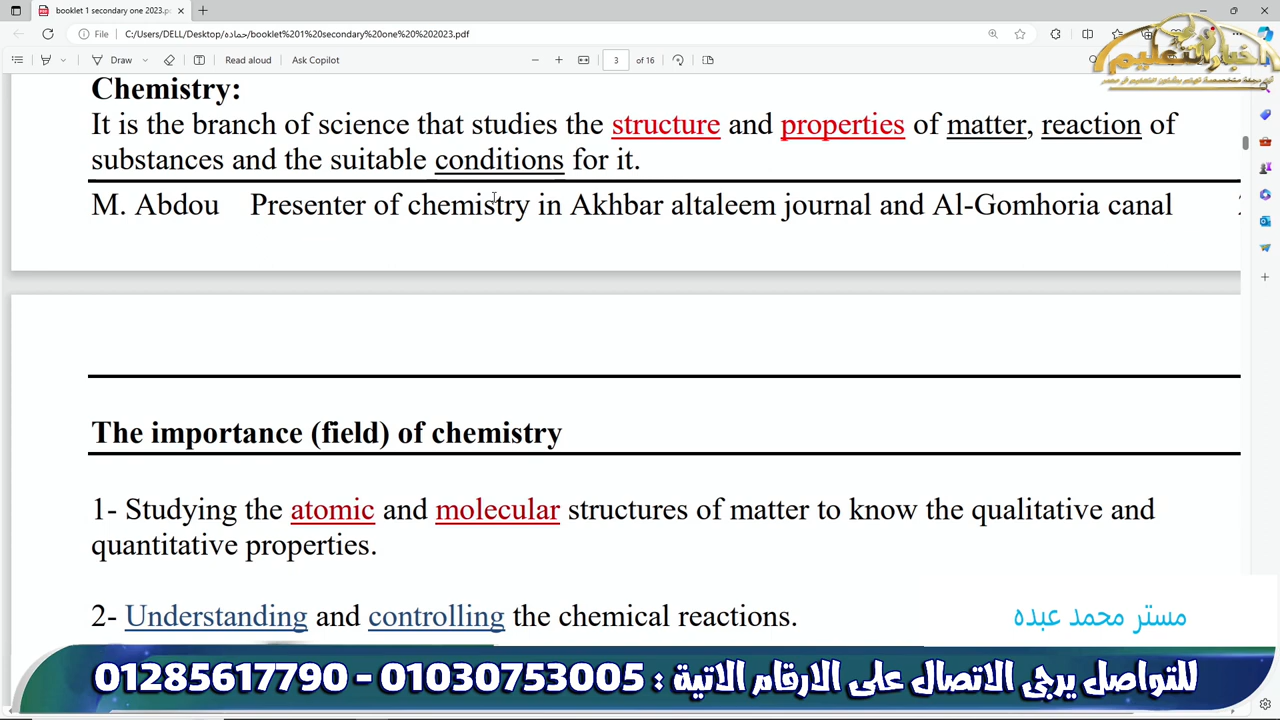 booklet 1 secondary one 2023.pd
File
C:/Users/DELL/Desktop/حماده/booklet%201%20secondary%20one%20%202023.pdf
اخبار التعليم
Draw
Read aloud
Ask Copilot
3
of 16
Chemistry:
It is the branch of science that studies the structure and properties of matter, reaction of
substances and the suitable conditions for it.
M. Abdou Presenter of chemistry in Akhbar altaleem journal and Al-Gomhoria canal
The importance (field) of chemistry
1- Studying the atomic and molecular structures of matter to know the qualitative and
quantitative properties.
2- Understanding and controlling the chemical reactions.
مستر محمد عبده
للتواصل يرجى الاتصال على الارقام الاتية : 01030753005 - 01285617790